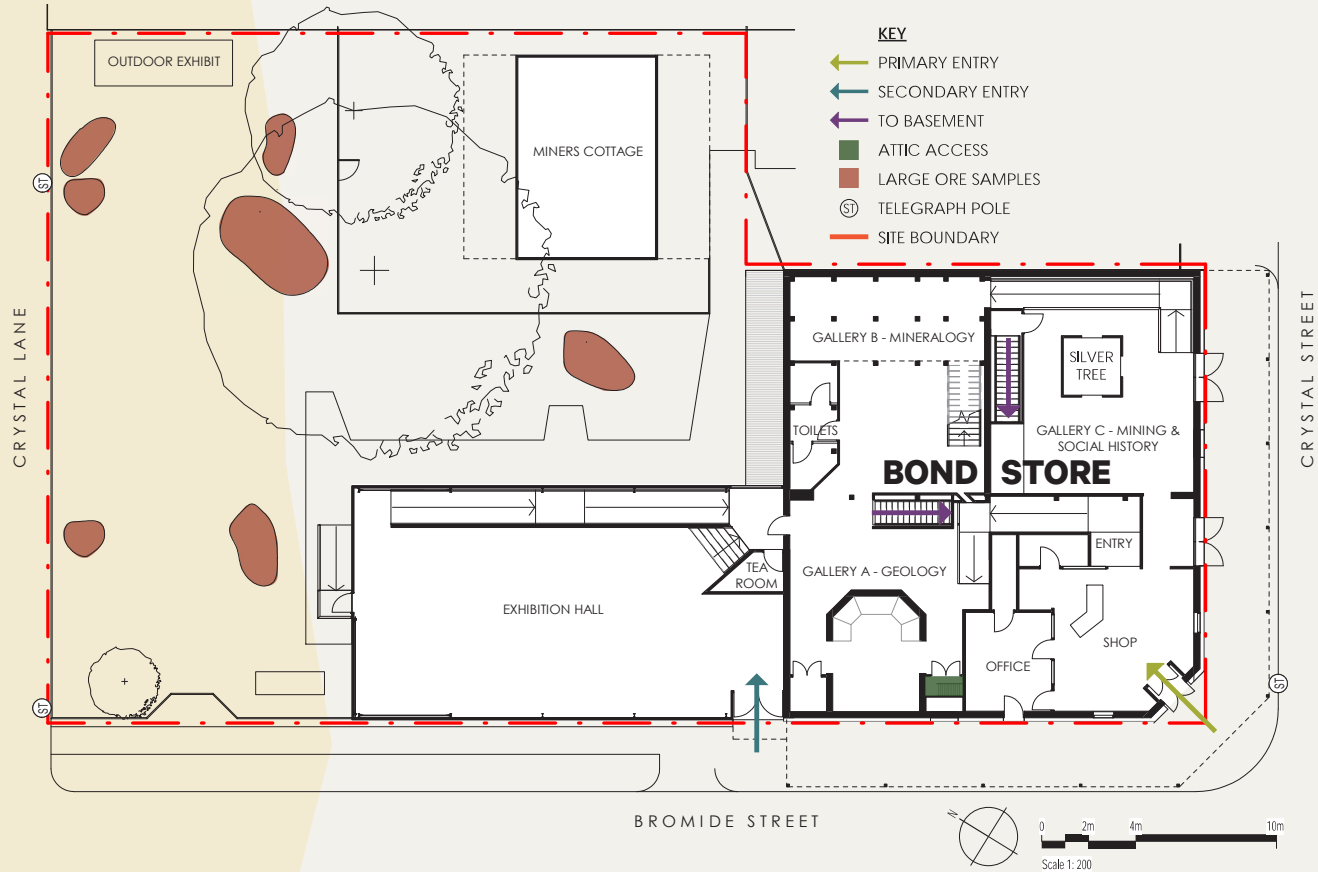 KEY
PRIMARY ENTRY
SECONDARY ENTRY
TO BASEMENT
ATTIC ACCESS
LARGE ORE SAMPLES
ST TELEGRAPH POLE
SITE BOUNDARY
OUTDOOR EXHIBIT
MINERS COTTAGE
ST
CRYSTAL LANE
CRYSTAL STREET
GALLERY B - MINERALOGY
SILVER
TREE
TOILETS
GALLERY C - MINING &
SOCIAL HISTORY
BOND STORE
ENTRY
TEA
ROOM
GALLERY A - GEOLOGY
EXHIBITION HALL
SHOP
OFFICE
ST
ST
BROMIDE STREET
N
0 2m 4m 10m
Scale 1: 200